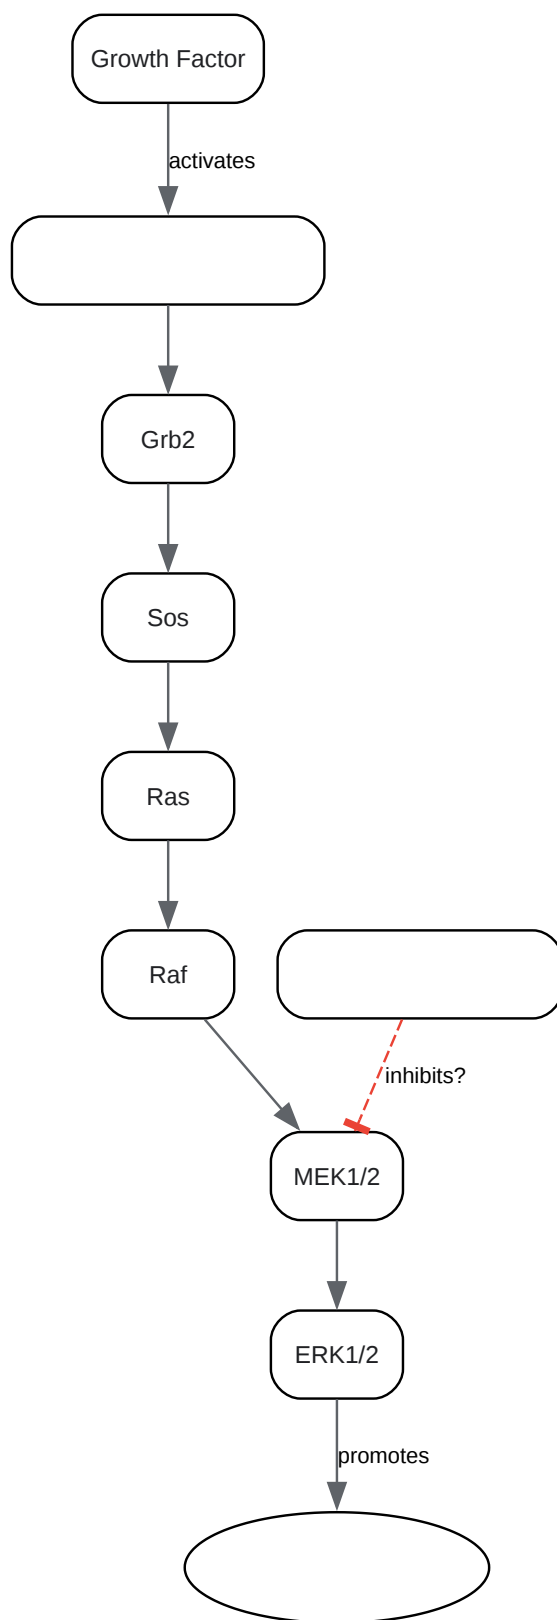 Growth Factor
activates
Grb2
Sos
Ras
Raf
inhibits?
MEK1/2
ERK1/2
promotes